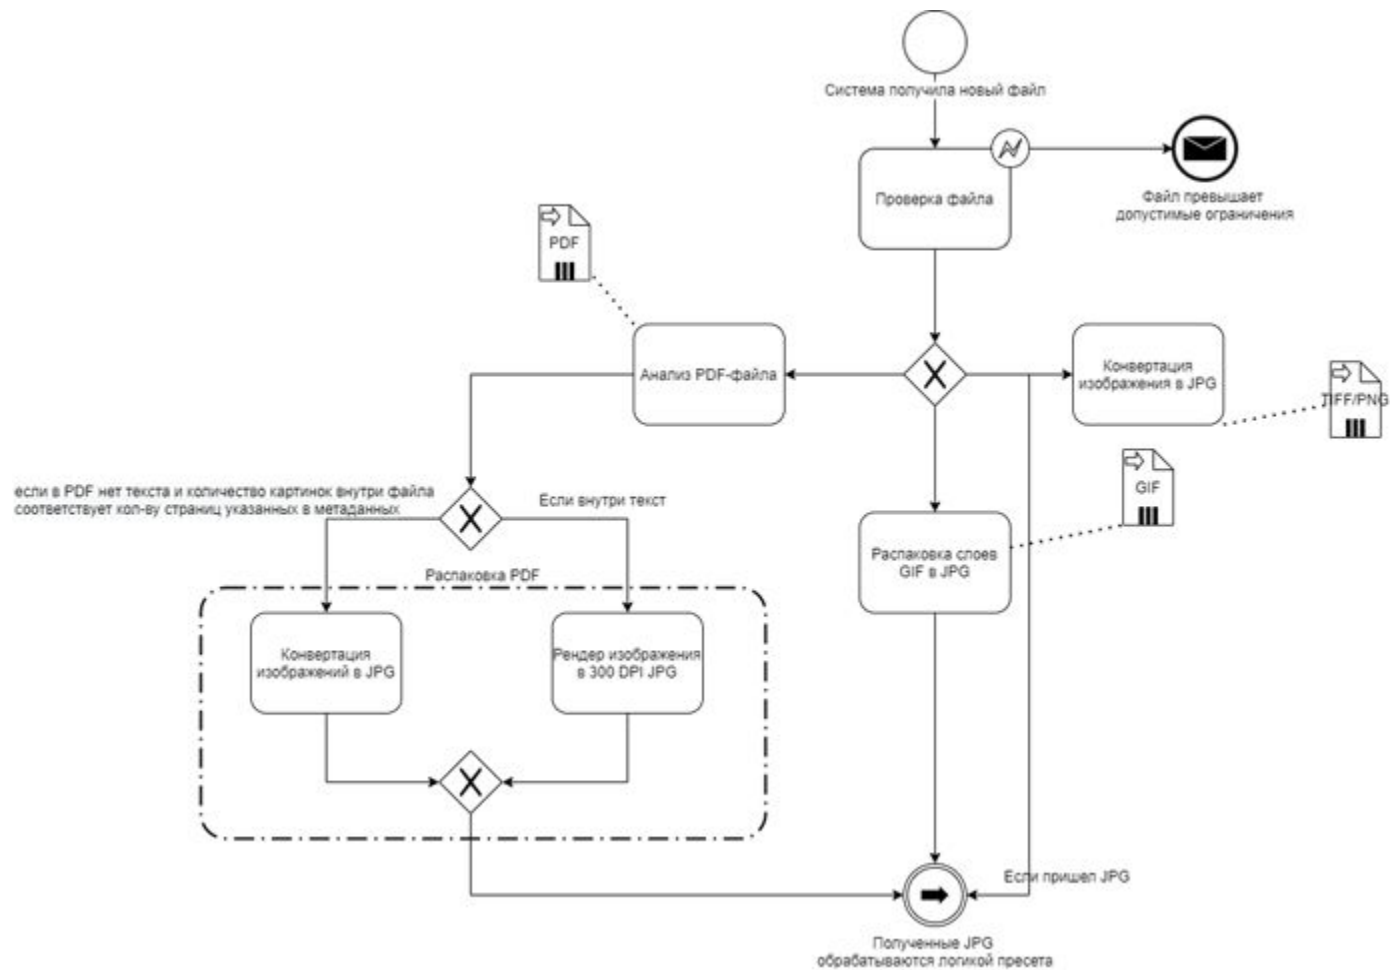 Система получила новый файл
Проверка файла
Файл превышает
допустимые ограничения
PDF
Анализ PDF-файла
Конвертация
изображения в JPG
TIFF/PNG
GIF
если в PDF нет текста и количество картинок внутри файла
соответствует кол-ву страниц указанных в метаданных
Если внутри текст
Распаковка слоев
GIF в JPG
Распаковка PDF
Конвертация
изображений в JPG
Рендер изображения
в 300 DPI JPG
Если пришел JPG
Полученные JPG
обрабатываются логикой пресета